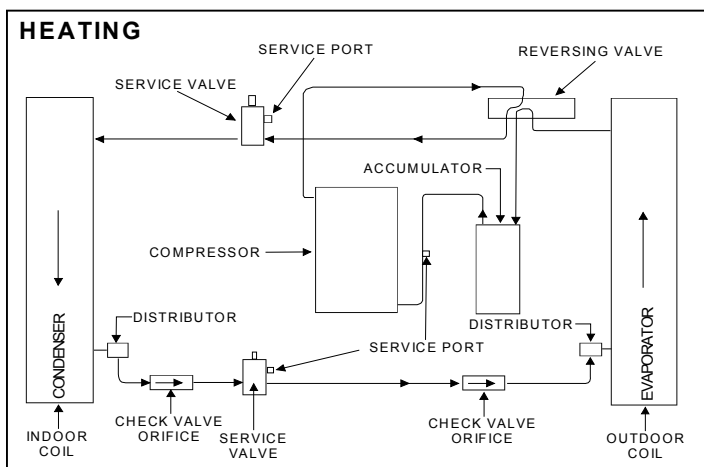 HEATING
SERVICE PORT
REVERSING VALVE
SERVICE VALVE
ACCUMULATOR
COMPRESSOR
DISTRIBUTOR
DISTRIBUTOR
SERVICE PORT
CONDENSER
EVAPORATOR
CHECK VALVE
ORIFICE
SERVICE
VALVE
CHECK VALVE
ORIFICE
INDOOR
COIL
OUTDOOR
COIL